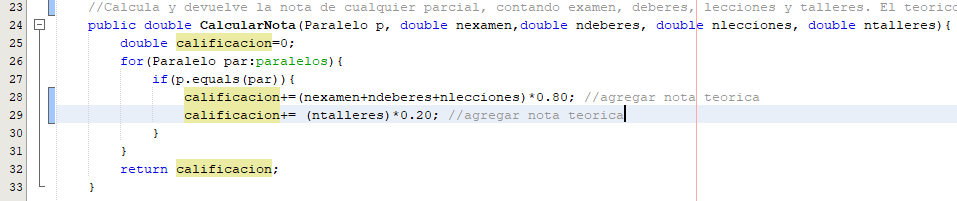 23 //Calcula y devuelve la nota de cualquier parcial, contando examen, deberes, lecciones y talleres. El teorico
24 public double CalcularNota(Paralelo p, double nexamen,double ndeberes, double nlecciones, double ntalleres){
25 double calificacion=0;
26 for(Paralelo par:paralelos){
27 if(p.equals(par)){
28 calificacion+=(nexamen+ndeberes+nlecciones)*0.80; //agregar nota teorica
29 calificacion+= (ntalleres)*0.20; //agregar nota teorica
30 }
31 }
32 return calificacion;
33 }